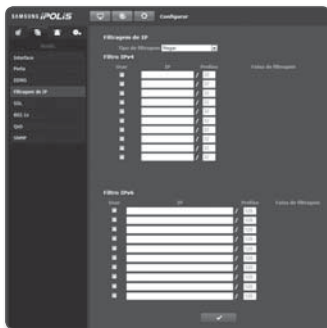 SAMSUNG iPOLiS
Configurar
Rede
Interface
Porta
DDNS
Filtragem de IP
SSL
802.1x
QoS
SNMP
Filtragem de IP
Tipo de filtragem Negar
Filtro IPv4
Usar IP Prefixo Faixa de filtragem
Filtro IPv6
Usar IP Prefixo Faixa de filtragem